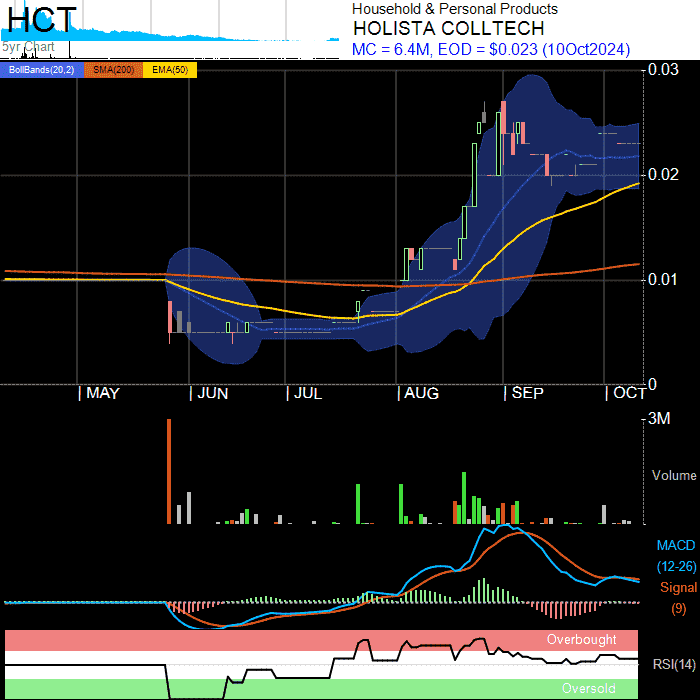 HCT
5yr Chart
Household & Personal Products
HOLISTA COLLTECH
MC = 6.4M, EOD = $0.023 (10Oct2024)
BollBands(20,2) SMA(200) EMA(50)
0.03
0.02
0.01
0
| MAY | JUN | JUL | AUG | SEP | OCT
3M
Volume
MACD
(12-26)
Signal
(9)
Overbought
RSI(14)
Oversold